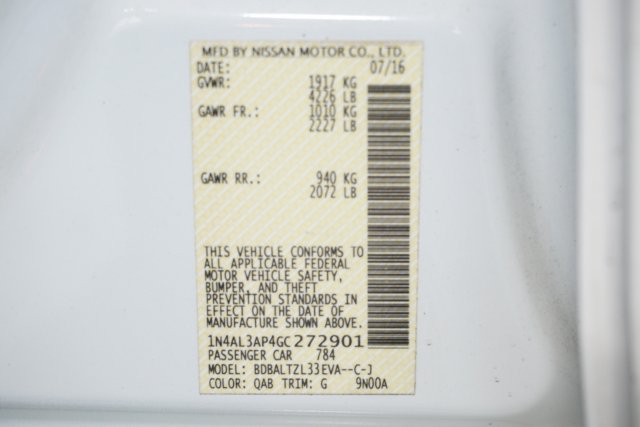 MFD BY NISSAN MOTOR CO., LTD.
DATE: 07/16
GVWR: 1917 KG
4226 LB
GAWR FR.: 1010 KG
2227 LB
GAWR RR.: 940 KG
2072 LB
THIS VEHICLE CONFORMS TO
ALL APPLICABLE FEDERAL
MOTOR VEHICLE SAFETY,
BUMPER, AND THEFT
PREVENTION STANDARDS IN
EFFECT ON THE DATE OF
MANUFACTURE SHOWN ABOVE.
1N4AL3AP4GC272901
PASSENGER CAR 784
MODEL: BDBALTZL33EVA--C-J
COLOR: QAB TRIM: G 9N00A